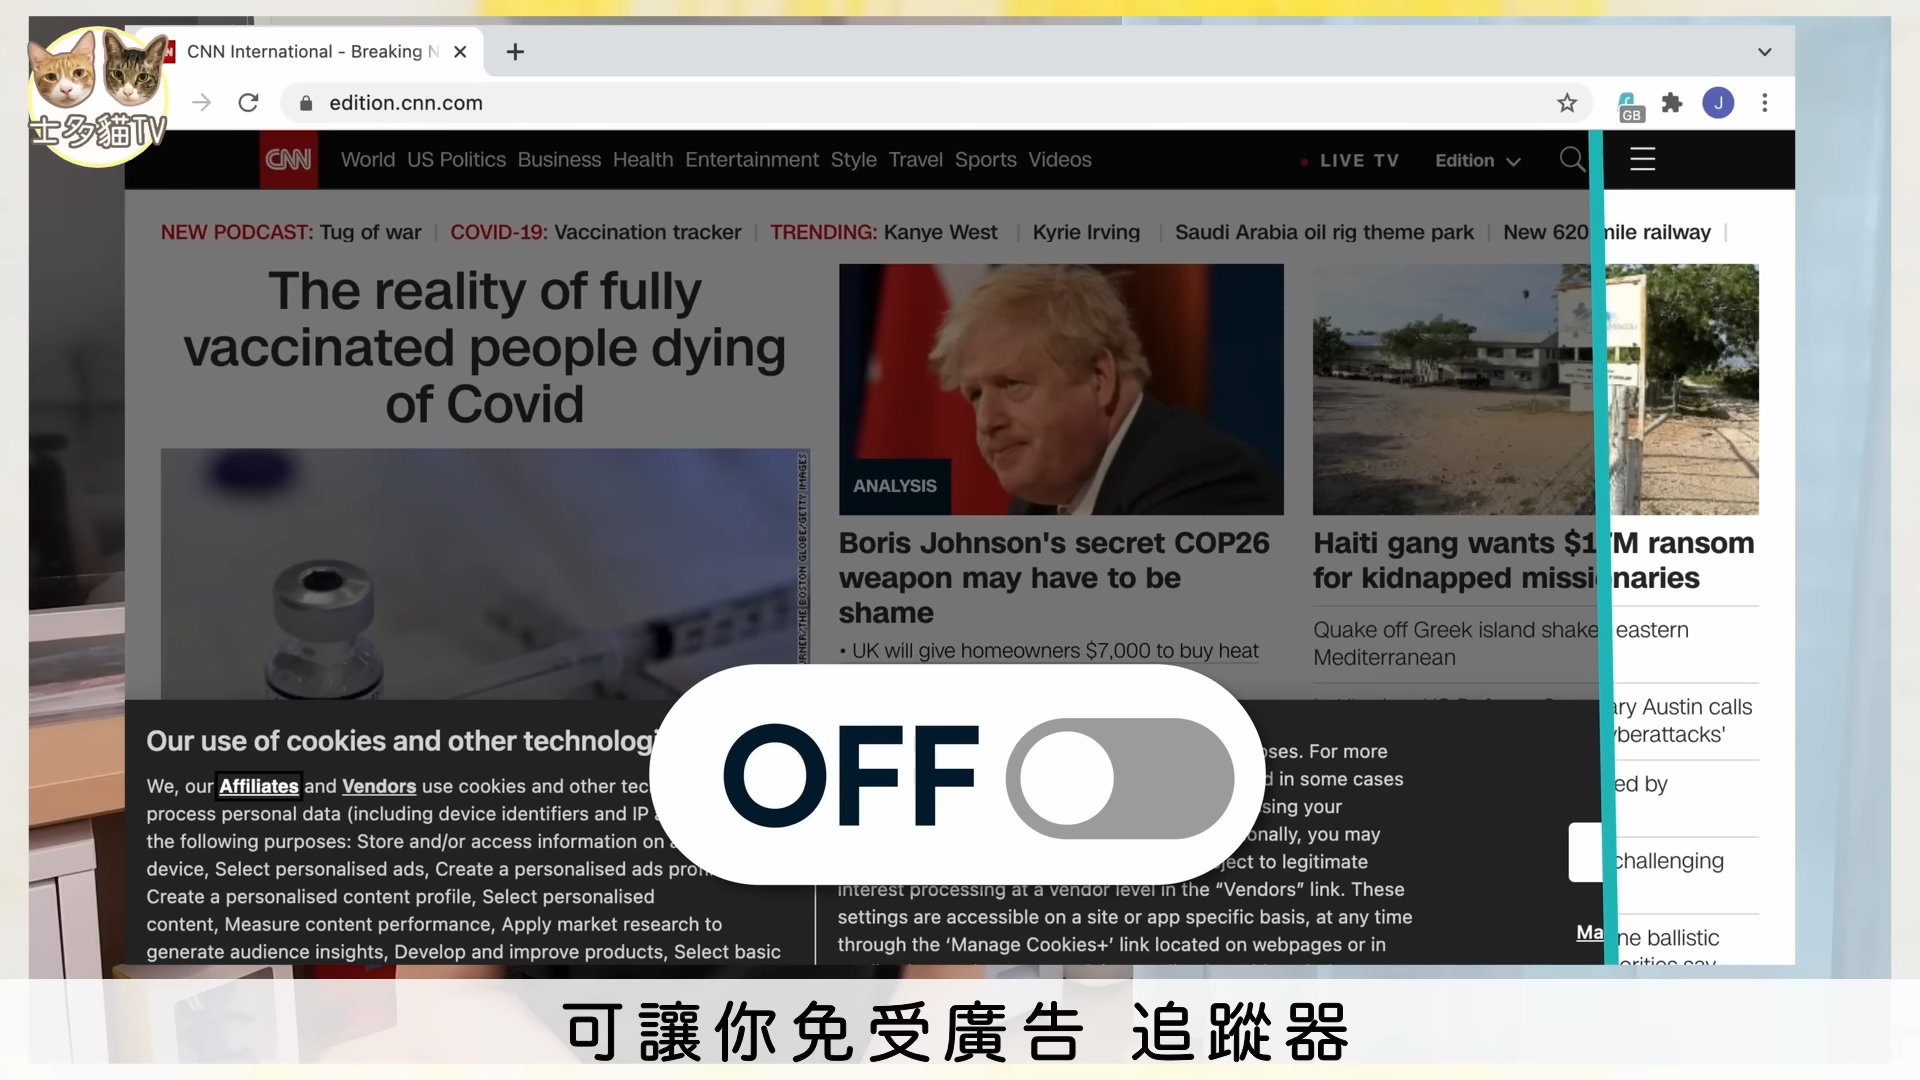 CNN International - Breaking N
士多貓TV
edition.cnn.com
GB
J
CNN
World US Politics Business Health Entertainment Style Travel Sports Videos
LIVE TV
Edition
NEW PODCAST: Tug of war
COVID-19: Vaccination tracker
TRENDING: Kanye West
Kyrie Irving
Saudi Arabia oil rig theme park
New 620 mile railway
The reality of fully
vaccinated people dying
of Covid
ANALYSIS
Boris Johnson's secret COP26
weapon may have to be
shame
• UK will give homeowners $7,000 to buy heat
Haiti gang wants $17M ransom
for kidnapped missionaries
Quake off Greek island shakes eastern
Mediterranean
ary Austin calls
yberattacks'
ed by
challenging
ne ballistic
Our use of cookies and other technologi
We, our Affiliates and Vendors use cookies and other tec
process personal data (including device identifiers and IP
the following purposes: Store and/or access information on a
device, Select personalised ads, Create a personalised ads pro
Create a personalised content profile, Select personalised
content, Measure content performance, Apply market research to
generate audience insights, Develop and improve products, Select basic
oses. For more
d in some cases
sing your
onally, you may
ject to legitimate
interest processing at a vendor level in the “Vendors” link. These
settings are accessible on a site or app specific basis, at any time
through the ‘Manage Cookies+’ link located on webpages or in
Ma
OFF
可讓你免受廣告 追蹤器